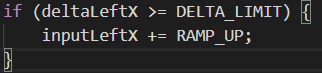 if (deltaLeftX >= DELTA_LIMIT) {
    inputLeftX += RAMP_UP;
}